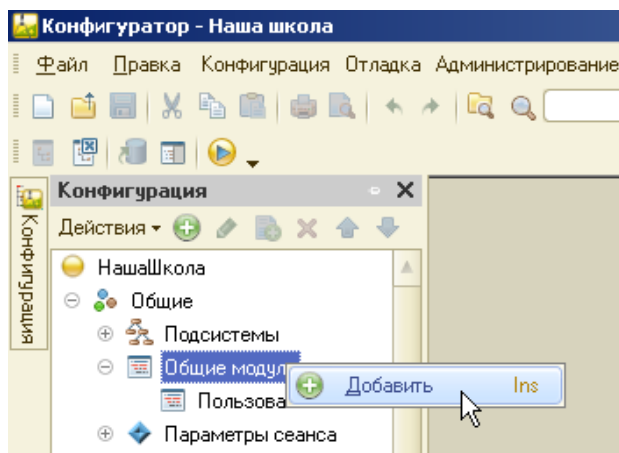 Конфигуратор - Наша школа
Файл Правка Конфигурация Отладка Администрирование
Конфигурация
Действия
Конфигурация
НашаШкола
Общие
Подсистемы
Общие модул
Добавить Ins
Пользова
Параметры сеанса